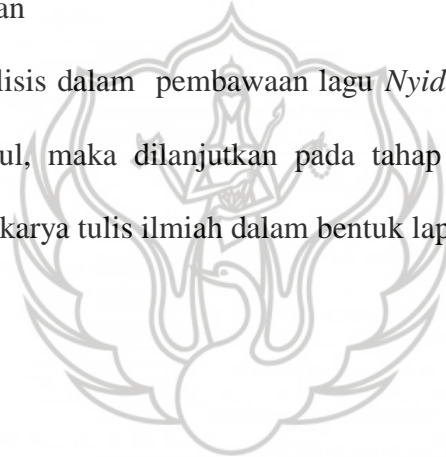 an
lisis dalam pembawaan lagu Nyid
ul, maka dilanjutkan pada tahap
karya tulis ilmiah dalam bentuk lap